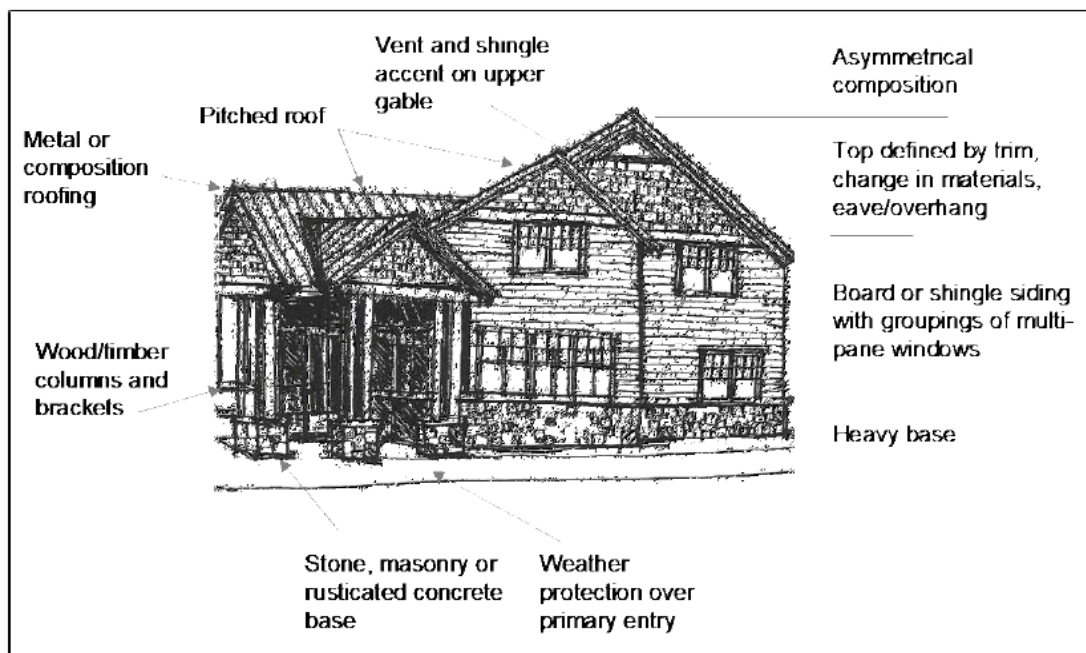 Vent and shingle
accent on upper
gable
Asymmetrical
composition
Pitched roof
Metal or
composition
roofing
Top defined by trim,
change in materials,
eave/overhang
Board or shingle siding
with groupings of multi-
pane windows
Wood/timber
columns and
brackets
Heavy base
Stone, masonry or
rusticated concrete
base
Weather
protection over
primary entry